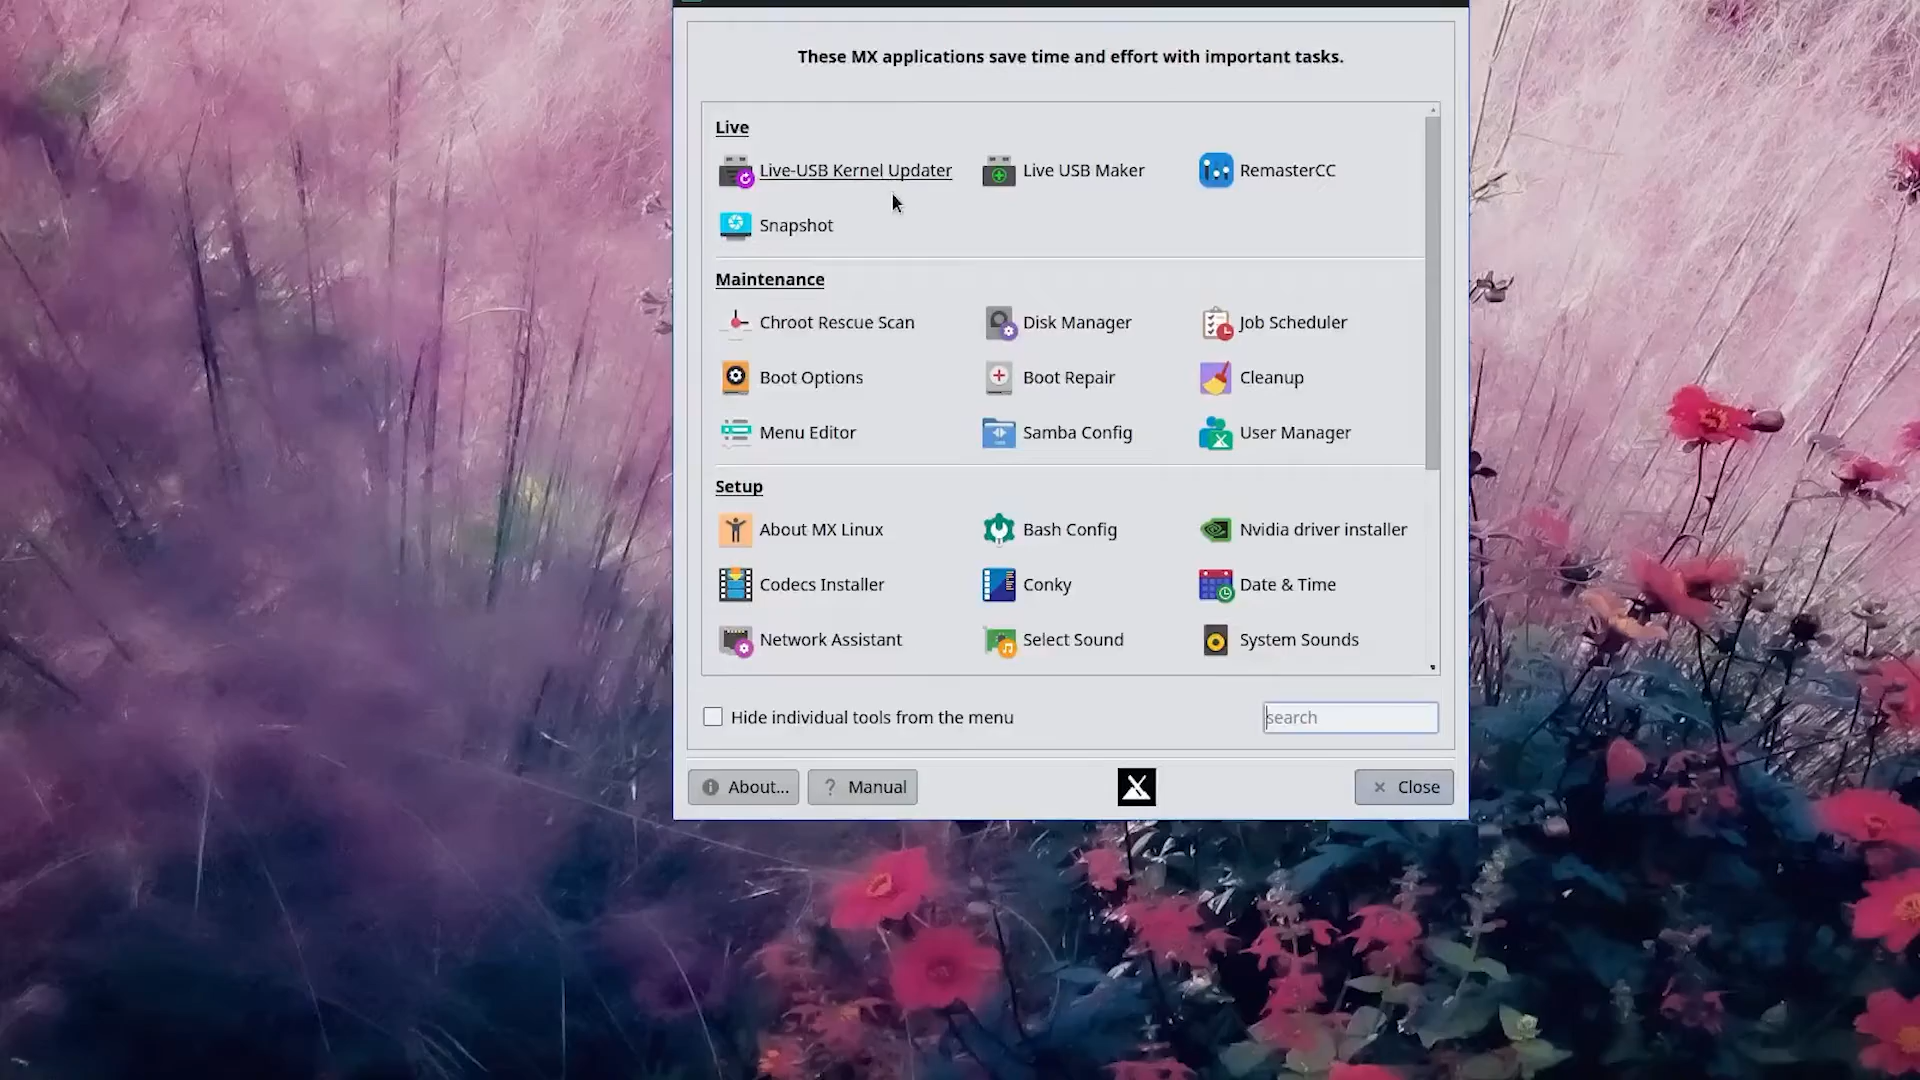 These MX applications save time and effort with important tasks.
Live
Live-USB Kernel Updater Live USB Maker RemasterCC
Snapshot
Maintenance
Chroot Rescue Scan Disk Manager Job Scheduler
Boot Options Boot Repair Cleanup
Menu Editor Samba Config User Manager
Setup
About MX Linux Bash Config Nvidia driver installer
Codecs Installer Conky Date & Time
Network Assistant Select Sound System Sounds
Hide individual tools from the menu search
About... ? Manual Close